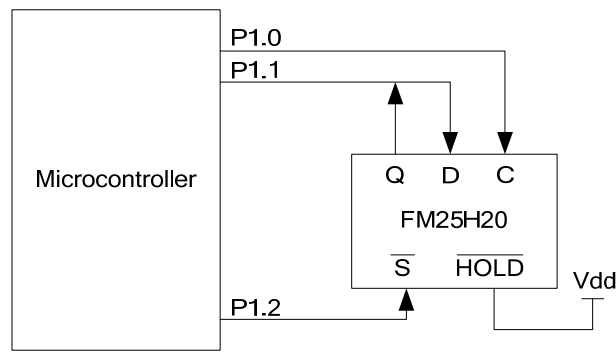 P1.0
P1.1
Microcontroller
Q D C
FM25H20
S HOLD
Vdd
P1.2